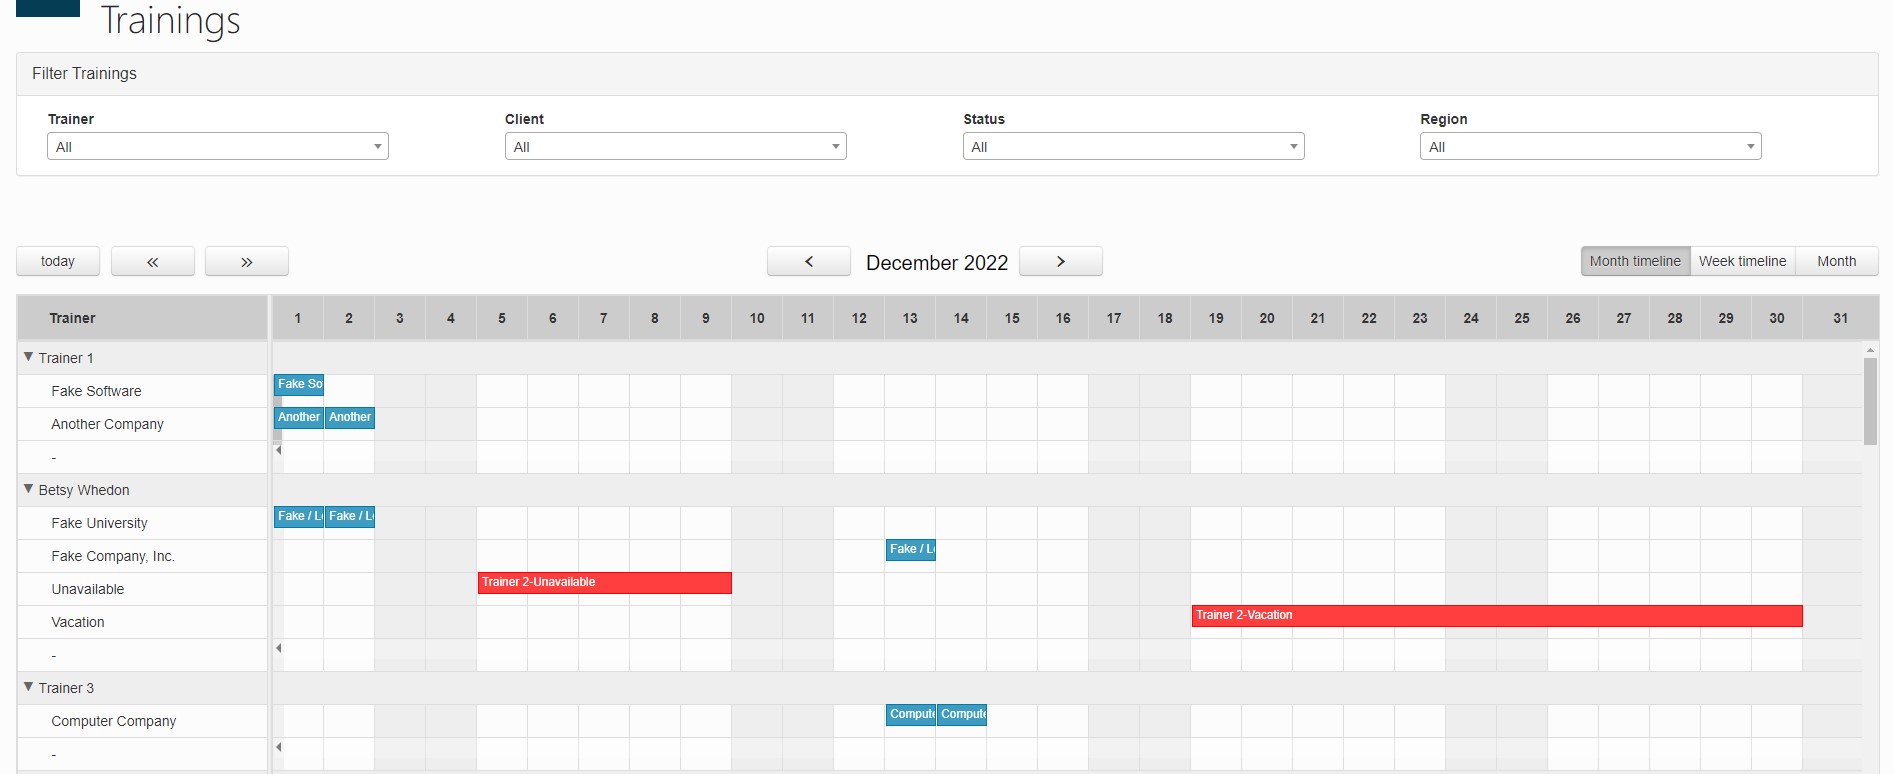 Trainings
Filter Trainings
Trainer Client Status Region
All All All All
today « » < December 2022 > Month timeline Week timeline Month
Trainer 1 2 3 4 5 6 7 8 9 10 11 12 13 14 15 16 17 18 19 20 21 22 23 24 25 26 27 28 29 30 31
Trainer 1
Fake Software Fake So
Another Company Another Another
-
Betsy Whedon
Fake University Fake / L Fake / L
Fake Company, Inc. Fake / L
Unavailable Trainer 2-Unavailable
Vacation Trainer 2-Vacation
-
Trainer 3
Computer Company Compute Compute
-